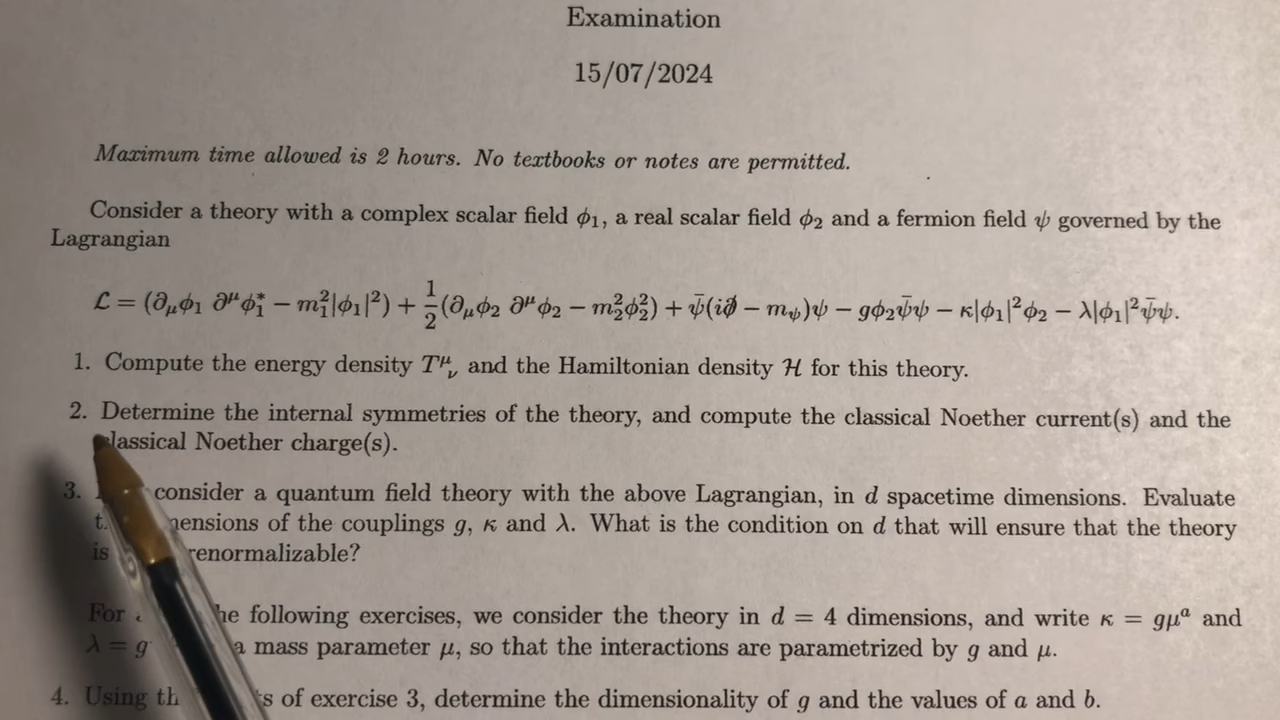 Examination
15/07/2024
Maximum time allowed is 2 hours. No textbooks or notes are permitted.
Consider a theory with a complex scalar field ϕ₁, a real scalar field ϕ₂ and a fermion field ψ governed by the
Lagrangian
ℒ = (∂_μϕ₁ ∂^μϕ₁* − m₁²|ϕ₁|²) + 1/2(∂_μϕ₂ ∂^μϕ₂ − m₂²ϕ₂²) + ψ̄(i∂̸ − m_ψ)ψ − gϕ₂ψ̄ψ − κ|ϕ₁|²ϕ₂ − λ|ϕ₁|²ψ̄ψ.
1. Compute the energy density T^μ_ν and the Hamiltonian density ℋ for this theory.
2. Determine the internal symmetries of the theory, and compute the classical Noether current(s) and the
classical Noether charge(s).
3. consider a quantum field theory with the above Lagrangian, in d spacetime dimensions. Evaluate
of the couplings g, κ and λ. What is the condition on d that will ensure that the theory
is renormalizable?
For the following exercises, we consider the theory in d = 4 dimensions, and write κ = gμ^a and
λ = g a mass parameter μ, so that the interactions are parametrized by g and μ.
4. Using of exercise 3, determine the dimensionality of g and the values of a and b.